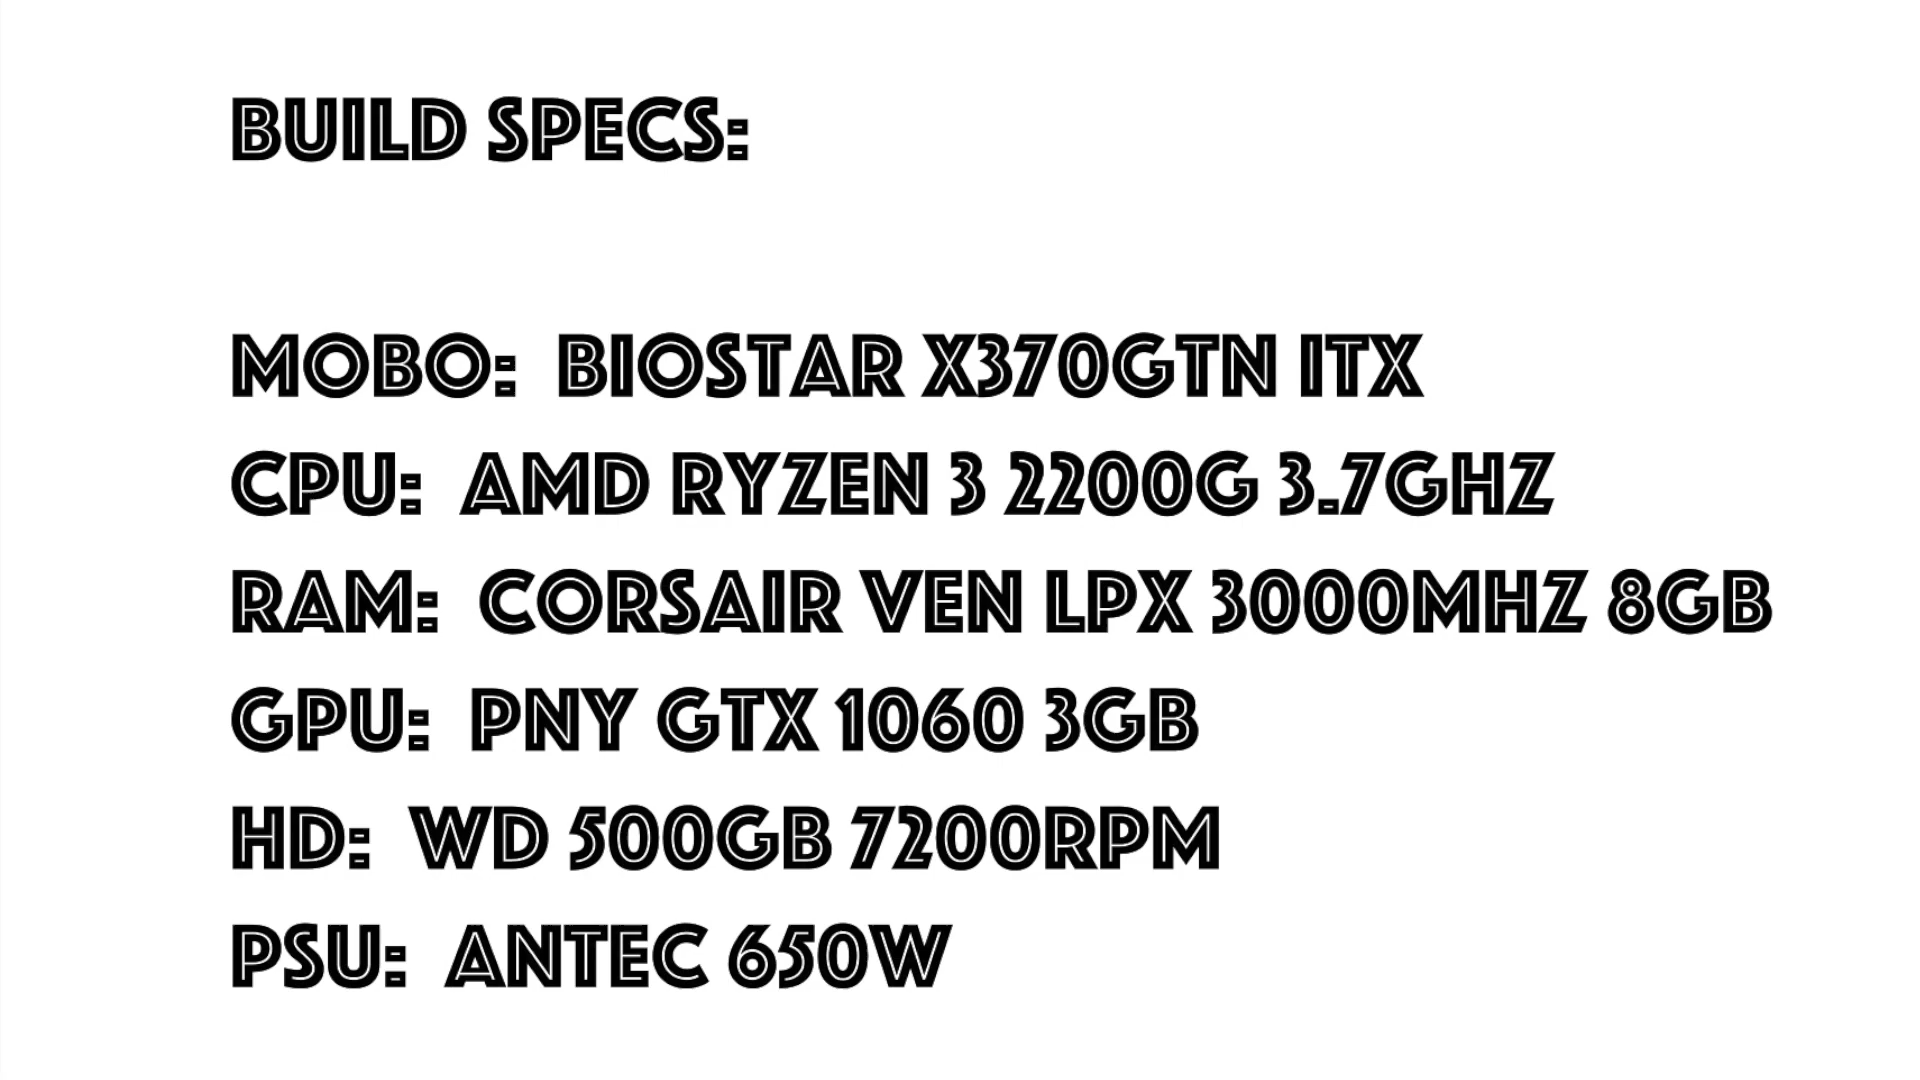 BUILD SPECS:
MOBO:  BIOSTAR X370GTN ITX
CPU:  AMD RYZEN 3 2200G 3.7GHZ
RAM:  CORSAIR VEN LPX 3000MHZ 8GB
GPU:  PNY GTX 1060 3GB
HD:  WD 500GB 7200RPM
PSU:  ANTEC 650W